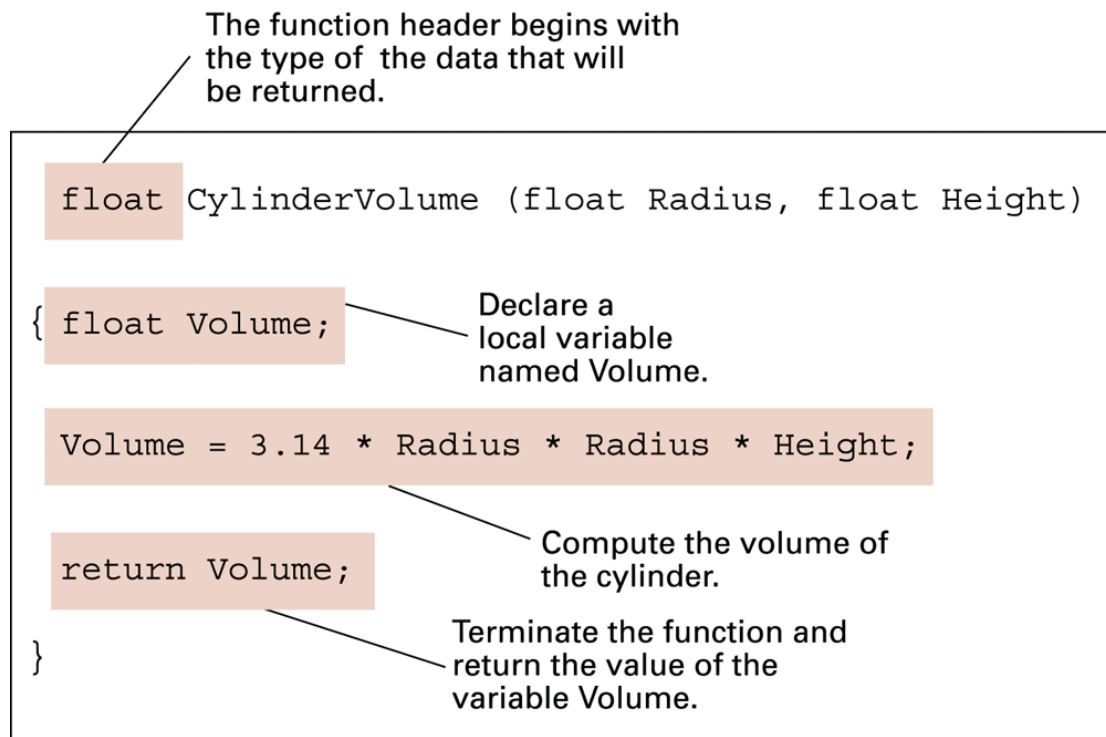 The function header begins with
the type of the data that will
be returned.
float CylinderVolume (float Radius, float Height)
{ float Volume;
Declare a
local variable
named Volume.
Volume = 3.14 * Radius * Radius * Height;
Compute the volume of
the cylinder.
return Volume;
Terminate the function and
return the value of the
variable Volume.
}